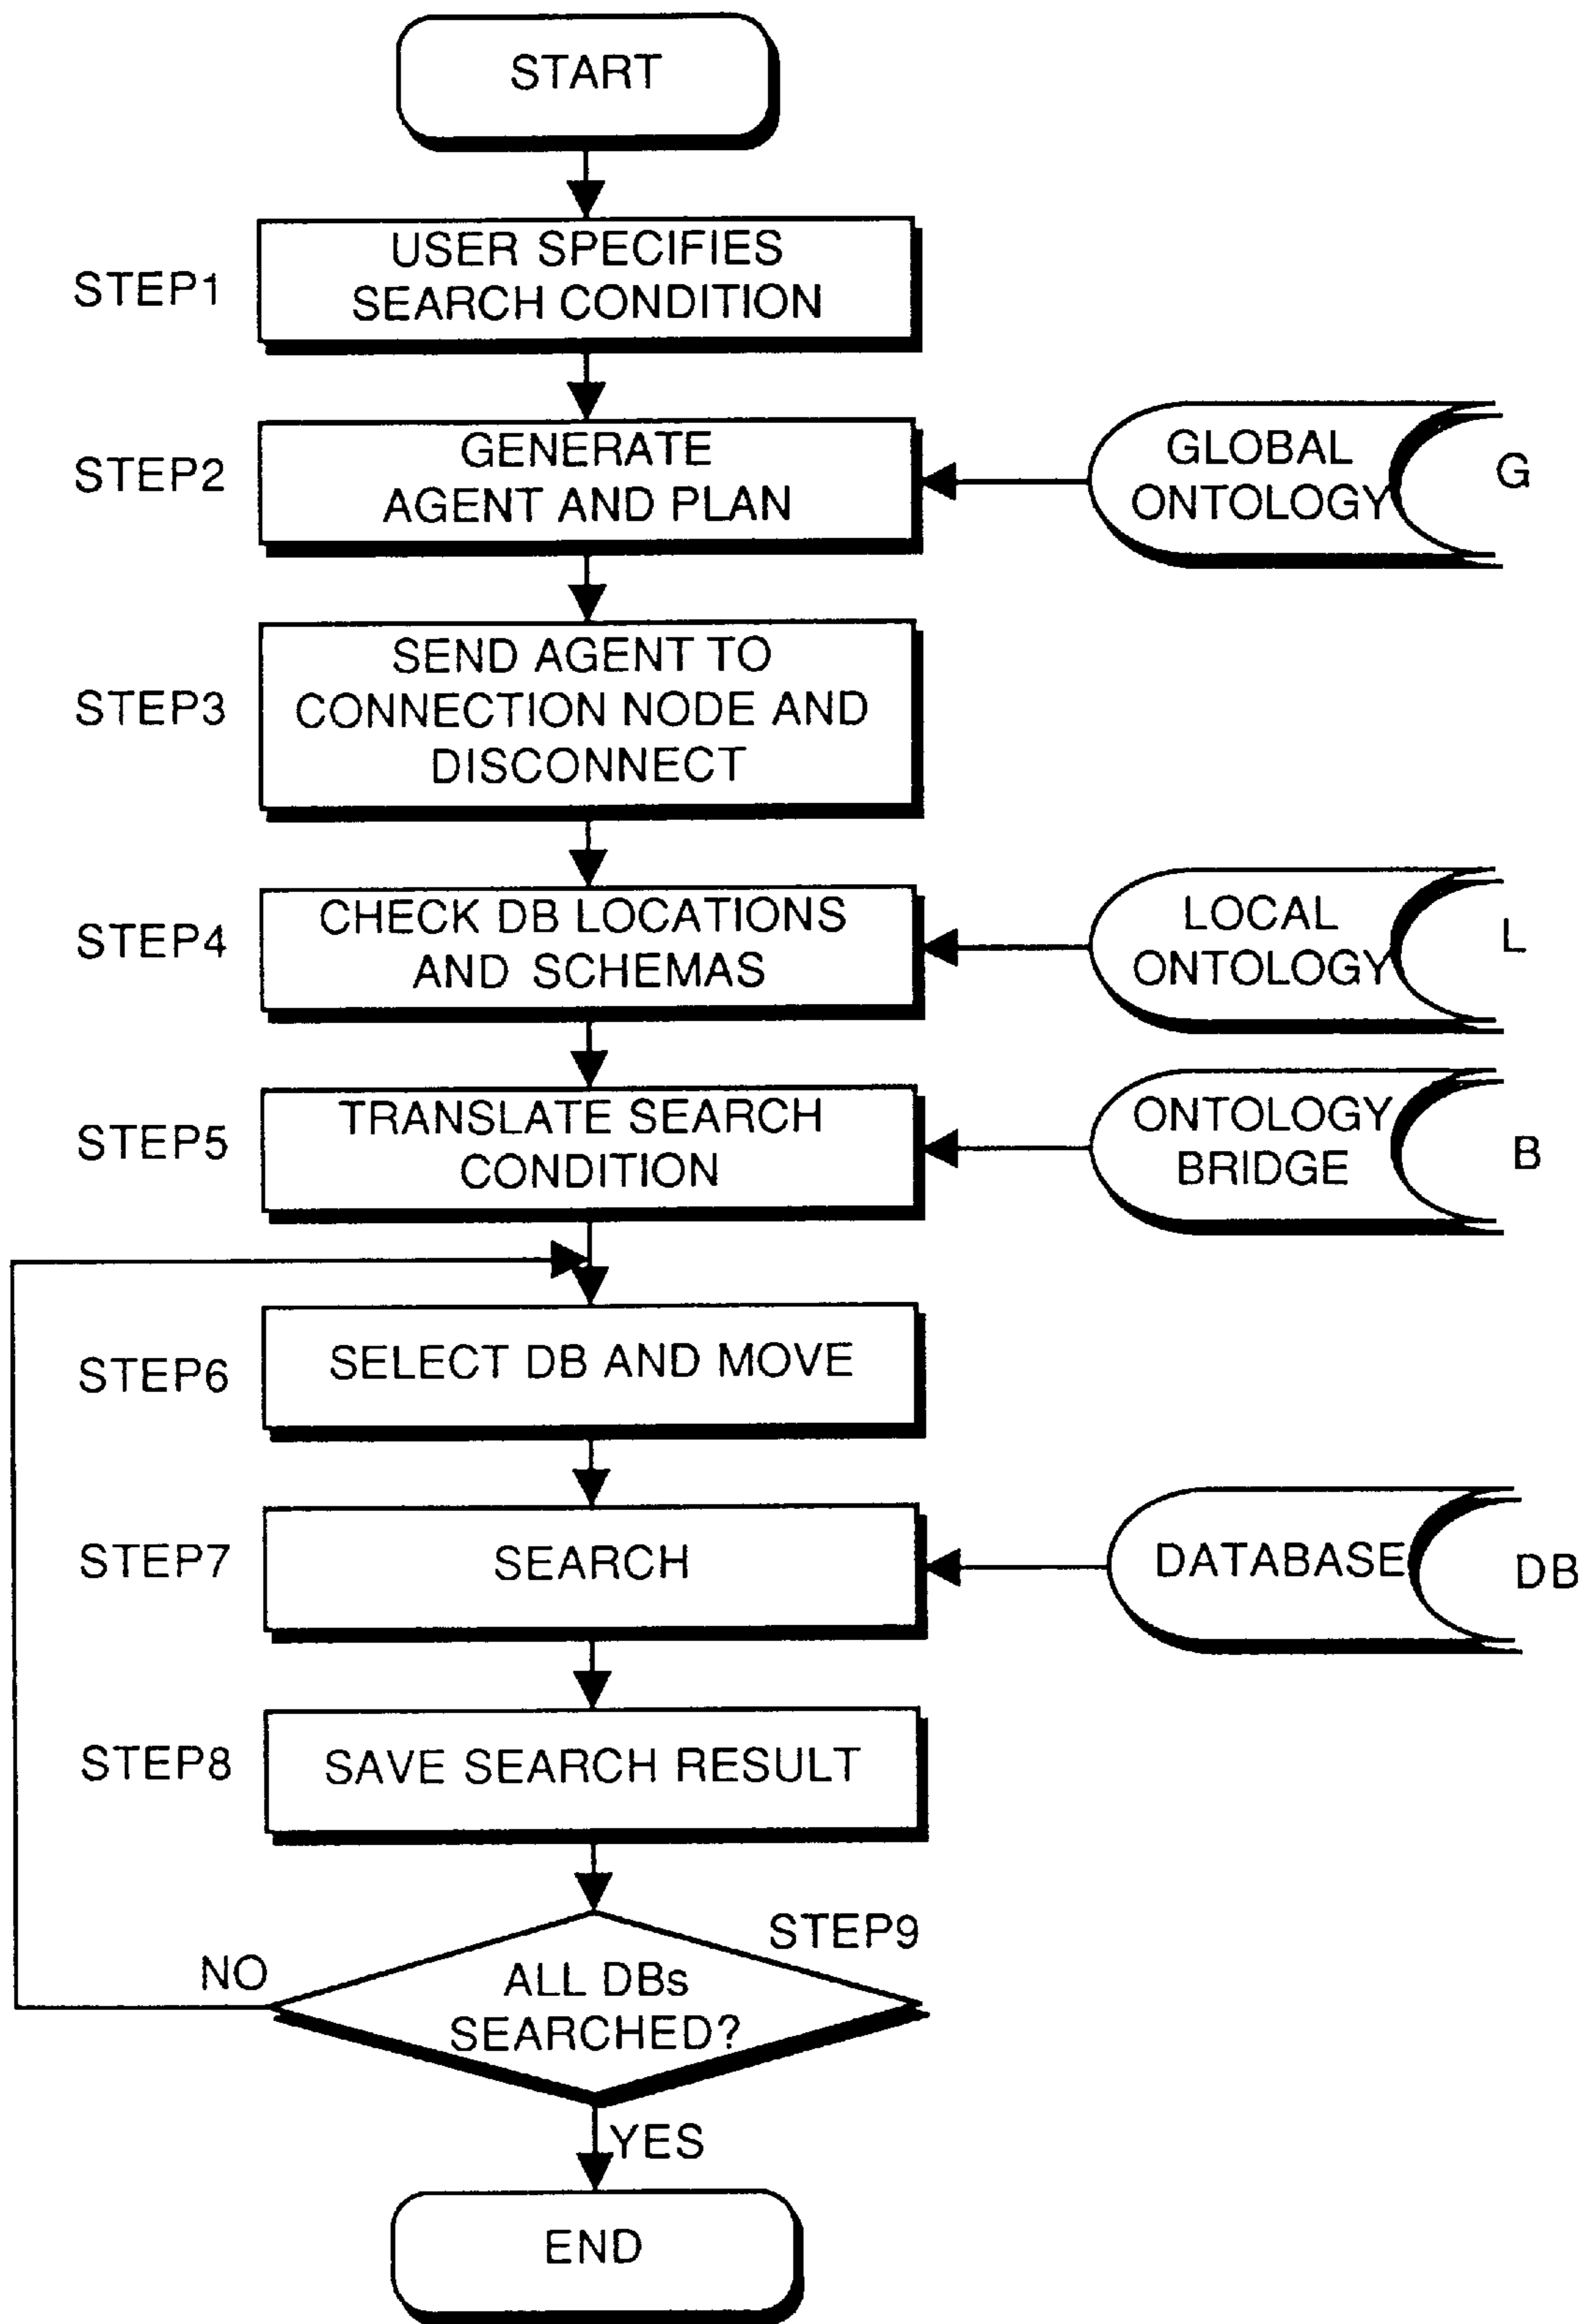 START
STEP1
USER SPECIFIES
SEARCH CONDITION
STEP2
GENERATE
AGENT AND PLAN
GLOBAL
ONTOLOGY
G
STEP3
SEND AGENT TO
CONNECTION NODE AND
DISCONNECT
STEP4
CHECK DB LOCATIONS
AND SCHEMAS
LOCAL
ONTOLOGY
L
STEP5
TRANSLATE SEARCH
CONDITION
ONTOLOGY
BRIDGE
B
STEP6
SELECT DB AND MOVE
STEP7
SEARCH
DATABASE
DB
STEP8
SAVE SEARCH RESULT
STEP9
NO
ALL DBs
SEARCHED?
YES
END